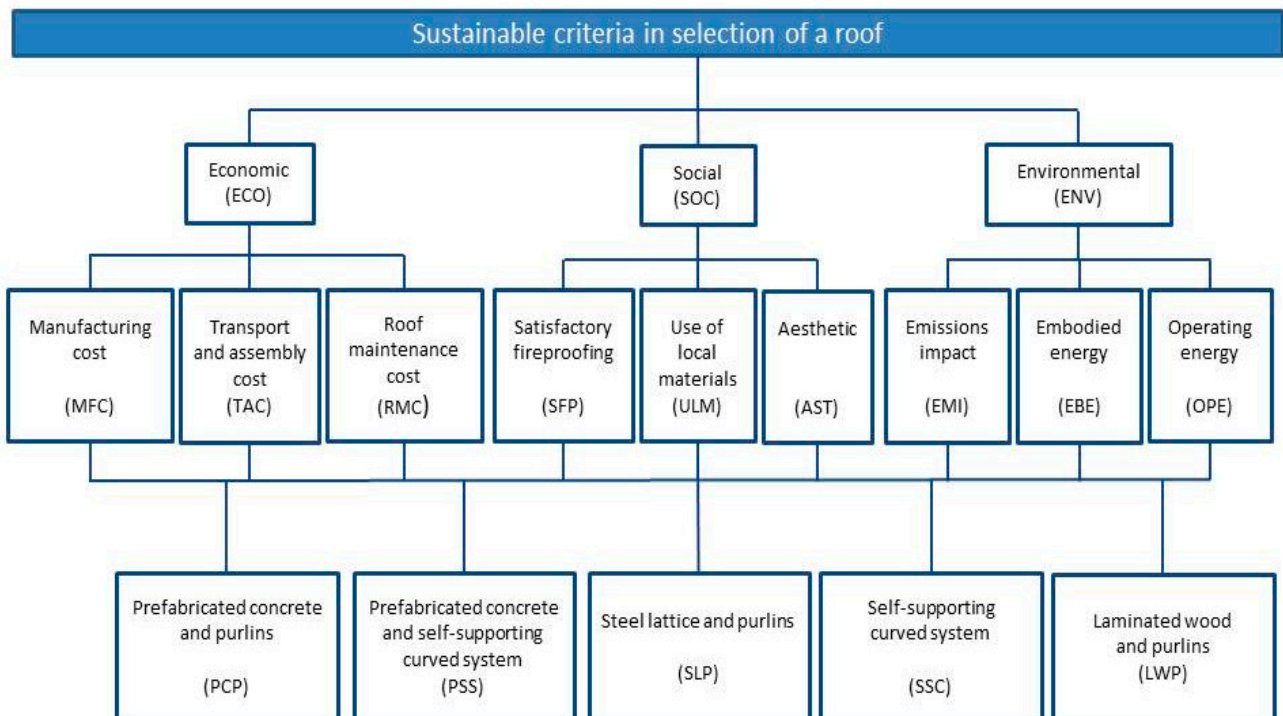 Sustainable criteria in selection of a roof
Economic
(ECO)
Social
(SOC)
Environmental
(ENV)
Manufacturing
cost
(MFC)
Transport
and assembly
cost
(TAC)
Roof
maintenance
cost
(RMC)
Satisfactory
fireproofing
(SFP)
Use of
local
materials
(ULM)
Aesthetic
(AST)
Emissions
impact
(EMI)
Embodied
energy
(EBE)
Operating
energy
(OPE)
Prefabricated concrete
and purlins
(PCP)
Prefabricated concrete
and self-supporting
curved system
(PSS)
Steel lattice and purlins
(SLP)
Self-supporting
curved system
(SSC)
Laminated wood
and purlins
(LWP)